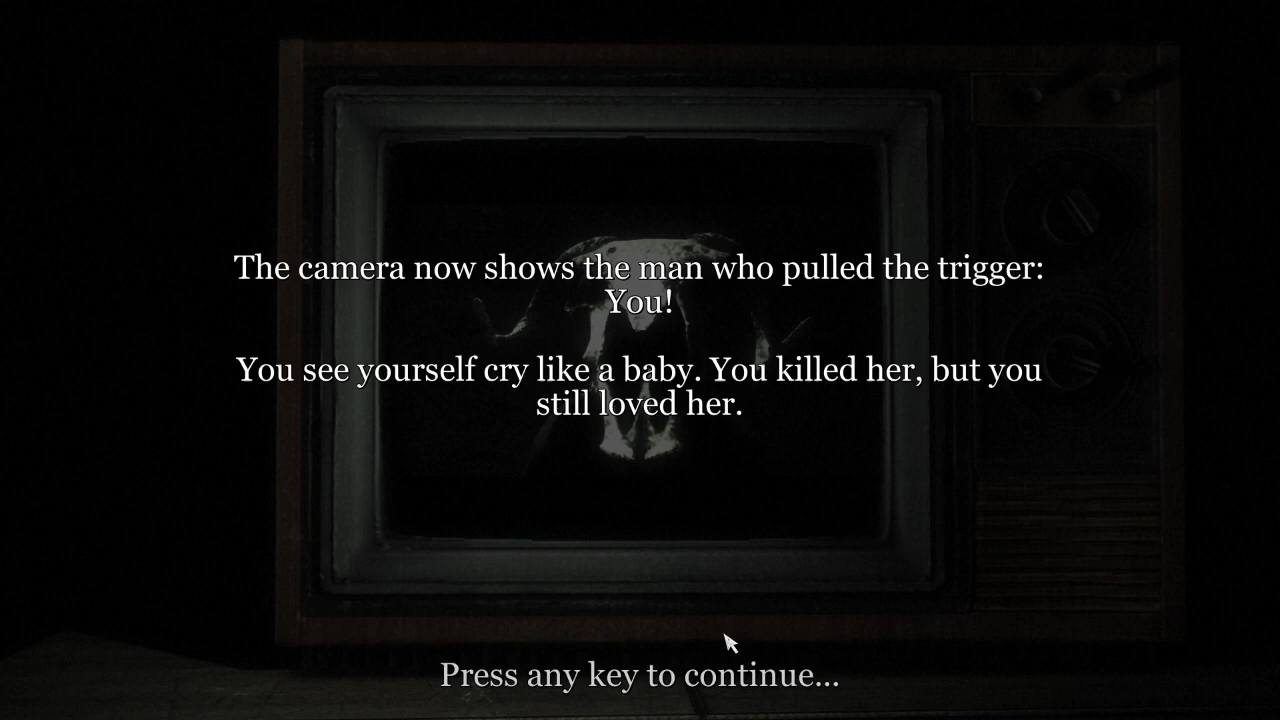 The camera now shows the man who pulled the trigger:
You!
You see yourself cry like a baby. You killed her, but you
still loved her.
Press any key to continue...